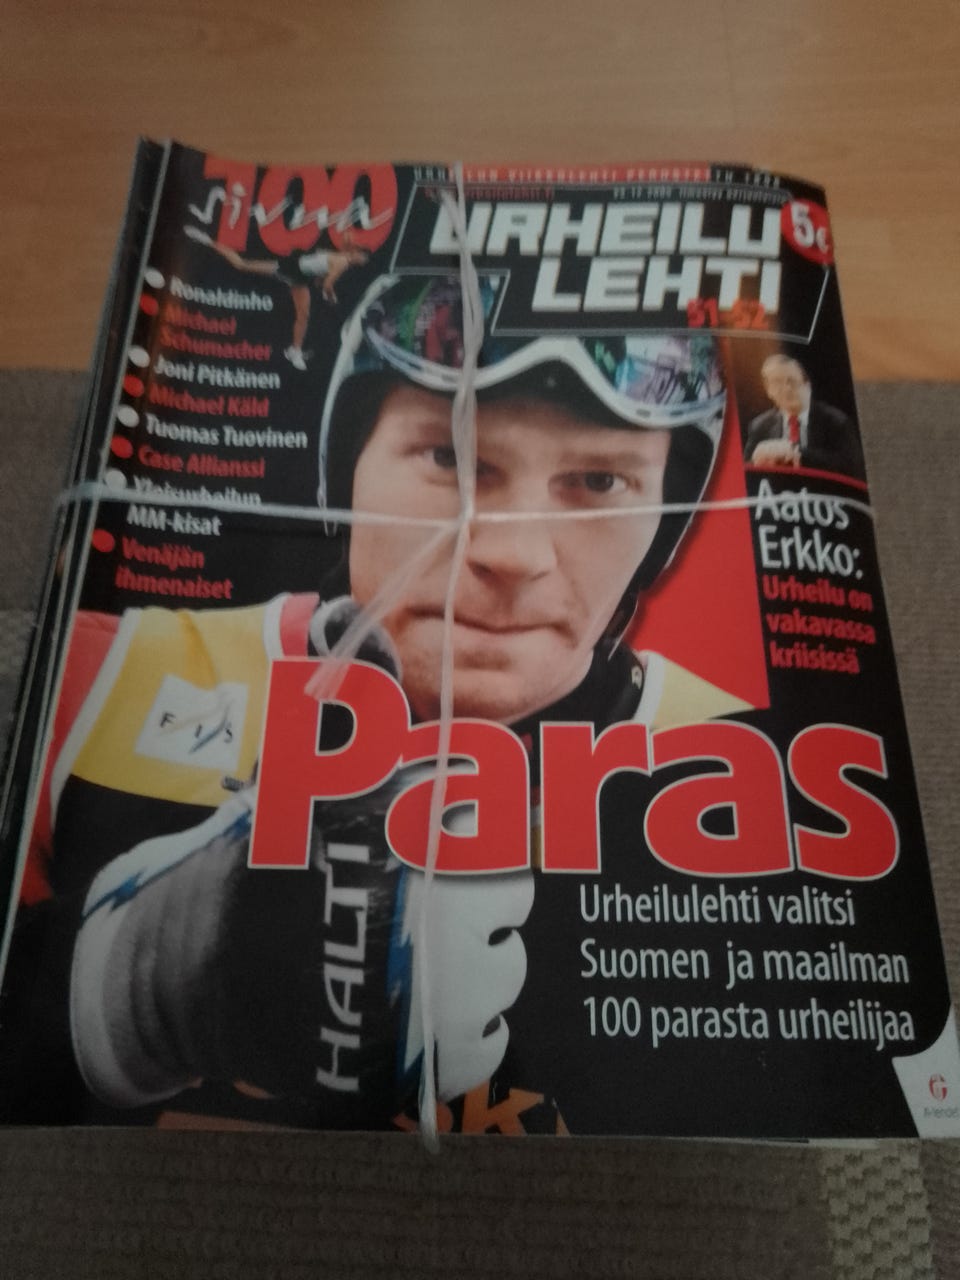 100
Sivua
URHEILU
LEHTI
51-52
5€
Ronaldinho
Michael
Schumacher
Joni Pitkänen
Michael Käld
Tuomas Tuovinen
Case Allianssi
Yleisurheilun
MM-kisat
Venäjän
ihmenaiset
Aatos
Erkko:
Urheilu on
vakavassa
kriisissä
FIS
Paras
HALTI
Urheilulehti valitsi
Suomen ja maailman
100 parasta urheilijaa